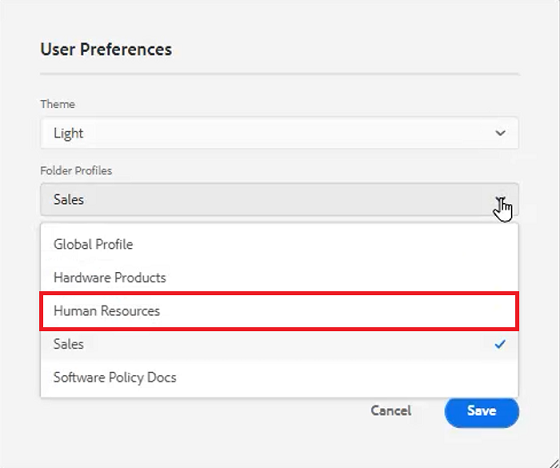 User Preferences
Theme
Light
Folder Profiles
Sales
Global Profile
Hardware Products
Human Resources
Sales
Software Policy Docs
Cancel Save